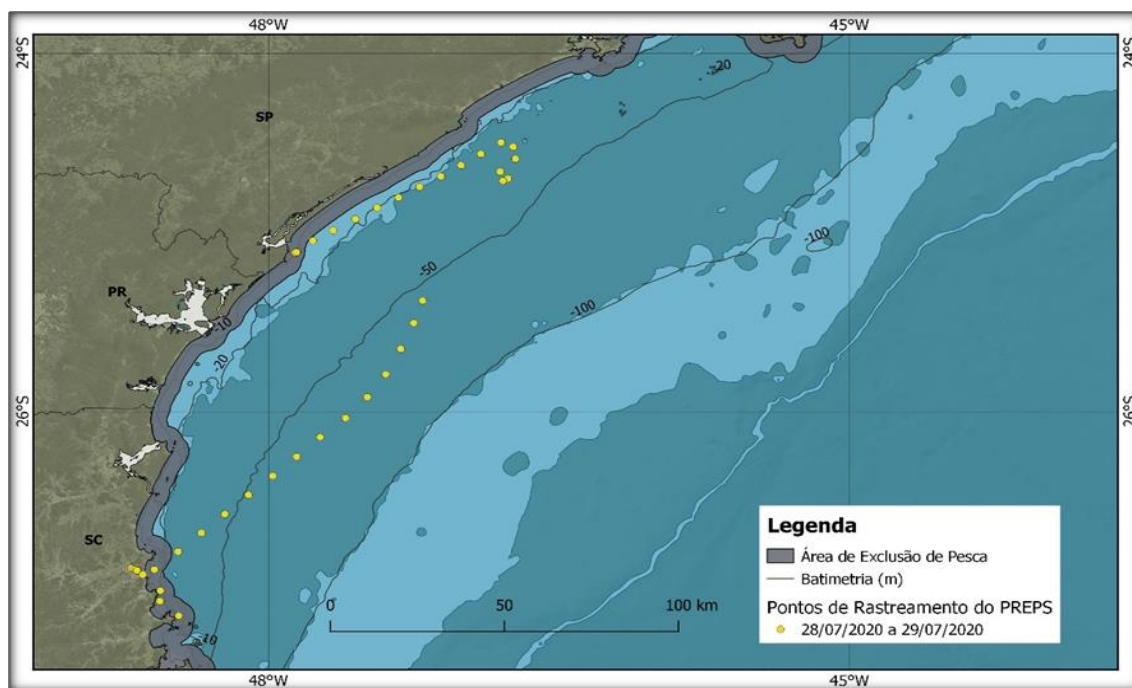 48°W
45°W
24°S
24°S
-20
SP
-100
-50
PR
-100
-10
-20
26°S
26°S
Legenda
SC
Área de Exclusão de Pesca
Batimetria (m)
0
50
100 km
Pontos de Rastreamento do PREPS
28/07/2020 a 29/07/2020
-10
48°W
45°W